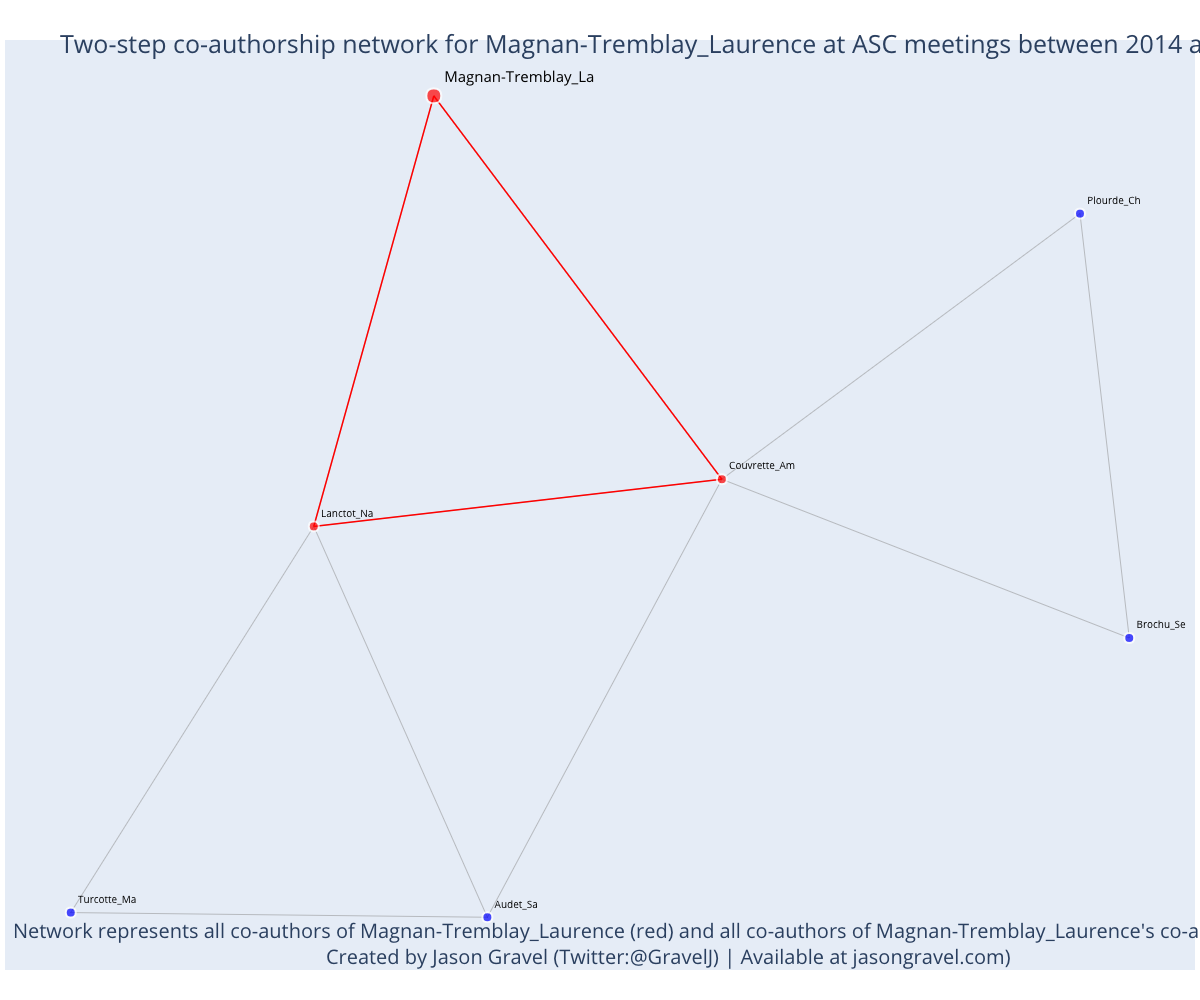 Two-step co-authorship network for Magnan-Tremblay_Laurence at ASC meetings between 2014 a
Magnan-Tremblay_La
Plourde_Ch
Couvrette_Am
Lanctot_Na
Brochu_Se
Turcotte_Ma
Audet_Sa
Network represents all co-authors of Magnan-Tremblay_Laurence (red) and all co-authors of Magnan-Tremblay_Laurence's co-a
Created by Jason Gravel (Twitter:@GravelJ) | Available at jasongravel.com)